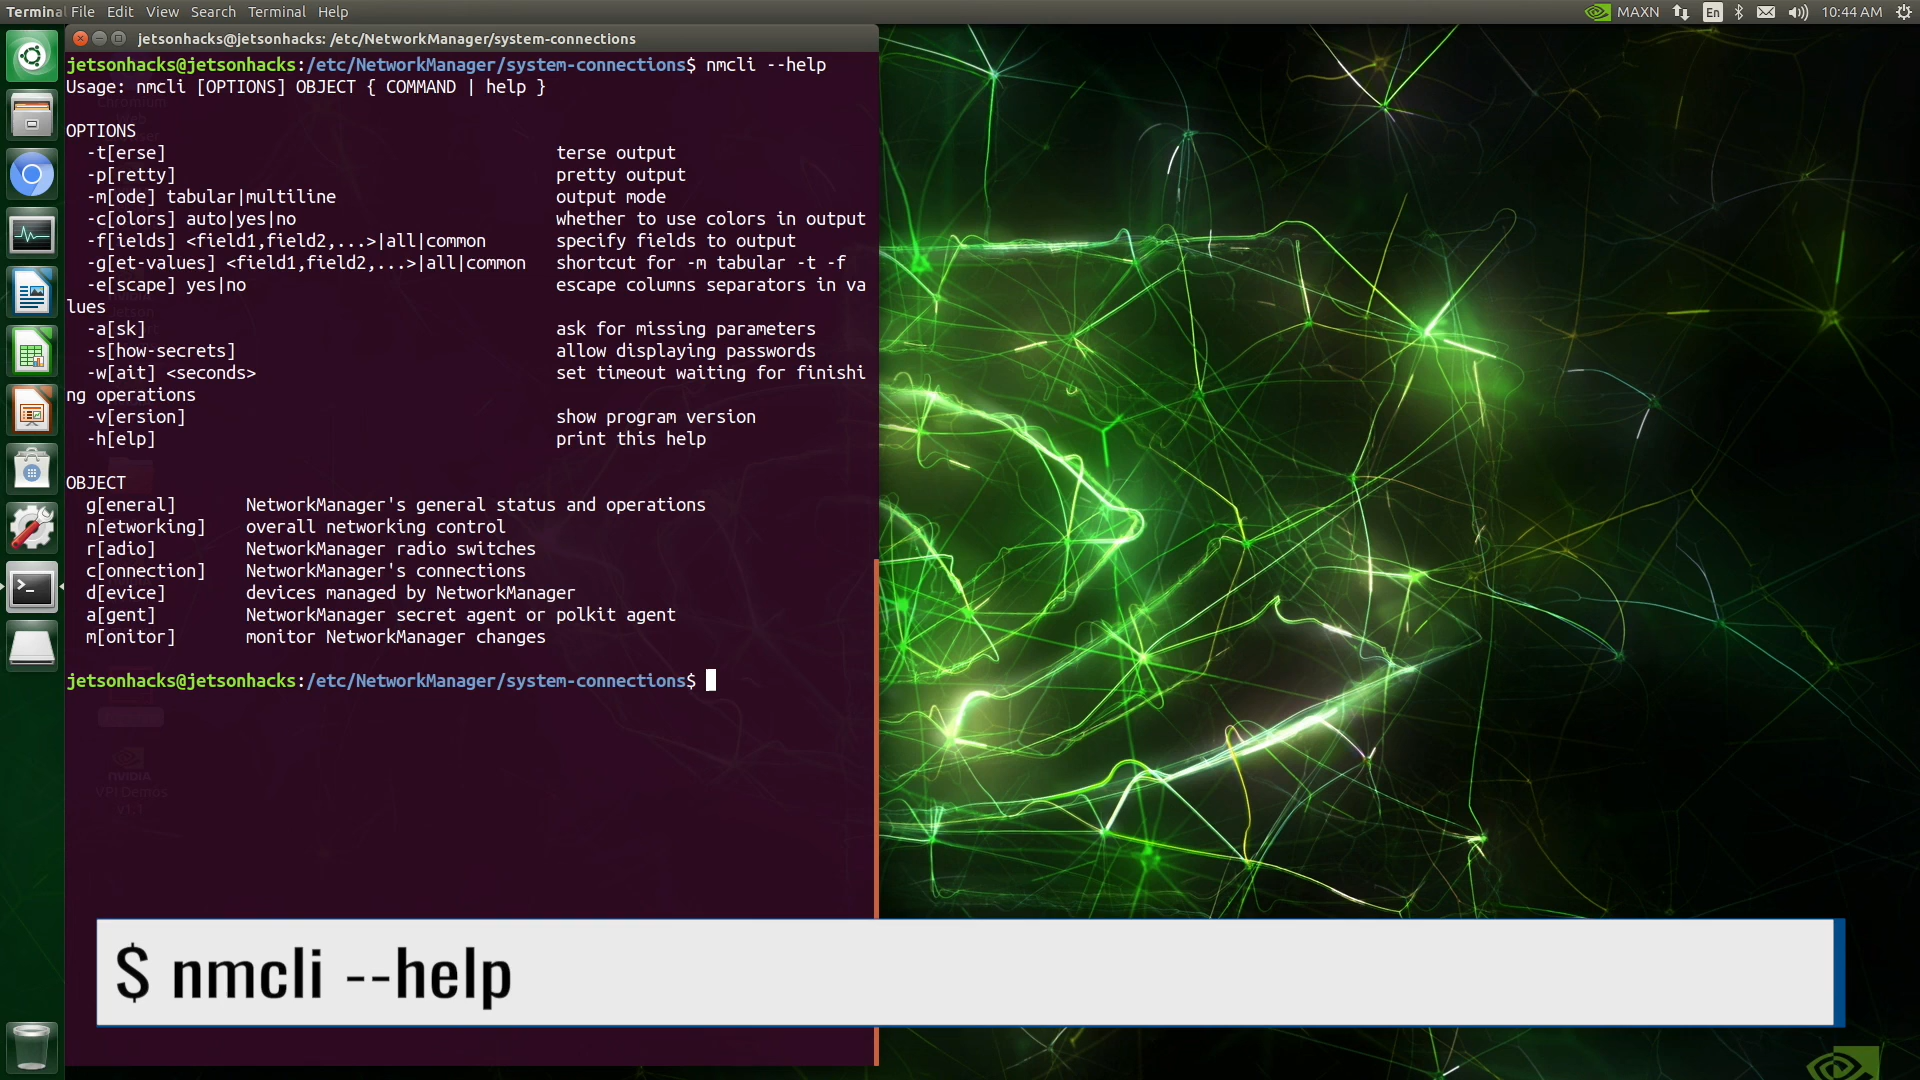 Terminal File Edit View Search Terminal Help MAXN En 10:44 AM
jetsonhacks@jetsonhacks: /etc/NetworkManager/system-connections
jetsonhacks@jetsonhacks:/etc/NetworkManager/system-connections$ nmcli --help
Usage: nmcli [OPTIONS] OBJECT { COMMAND | help }
OPTIONS
-t[erse] terse output
-p[retty] pretty output
-m[ode] tabular|multiline output mode
-c[olors] auto|yes|no whether to use colors in output
-f[ields] <field1,field2,...>|all|common specify fields to output
-g[et-values] <field1,field2,...>|all|common shortcut for -m tabular -t -f
-e[scape] yes|no escape columns separators in va
lues
-a[sk] ask for missing parameters
-s[how-secrets] allow displaying passwords
-w[ait] <seconds> set timeout waiting for finishi
ng operations
-v[ersion] show program version
-h[elp] print this help
OBJECT
g[eneral] NetworkManager's general status and operations
n[etworking] overall networking control
r[adio] NetworkManager radio switches
c[onnection] NetworkManager's connections
d[evice] devices managed by NetworkManager
a[gent] NetworkManager secret agent or polkit agent
m[onitor] monitor NetworkManager changes
jetsonhacks@jetsonhacks:/etc/NetworkManager/system-connections$
NVIDIA
VPI Demos
v1.1
$ nmcli --help